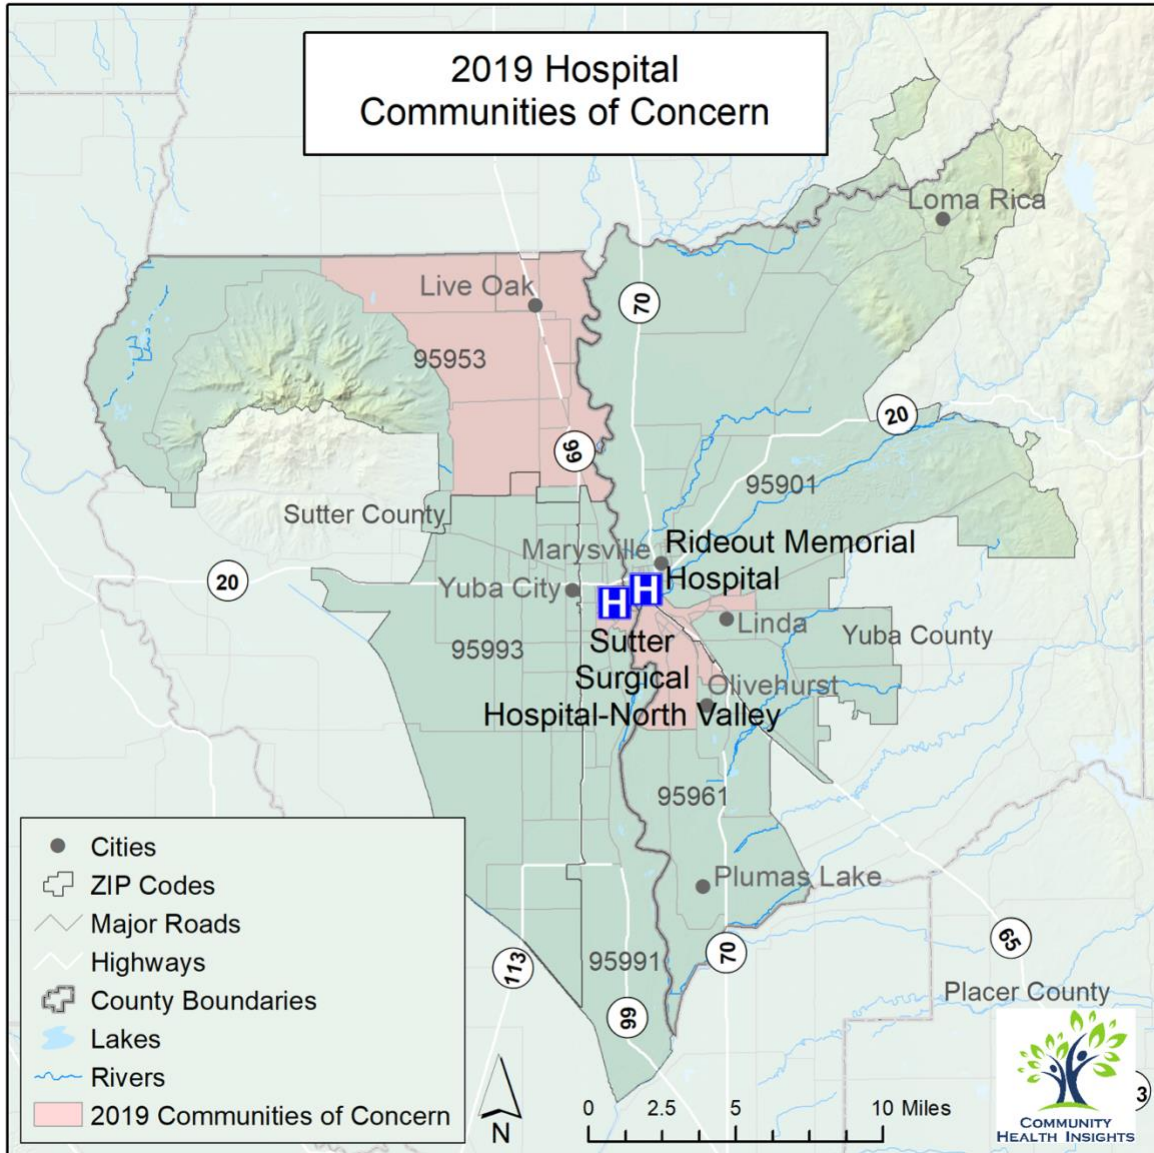 2019 Hospital
Communities of Concern
Loma Rica
Live Oak
70
95953
20
99
95901
Sutter County
Marysville
Rideout Memorial
Hospital
20
Yuba City
H
H
Linda
95993
Sutter
Surgical
Hospital-North Valley
Yuba County
Olivehurst
95961
Plumas Lake
65
70
113
95991
99
Placer County
Cities
ZIP Codes
Major Roads
Highways
County Boundaries
Lakes
Rivers
2019 Communities of Concern
N
0 2.5 5 10 Miles
3
COMMUNITY
HEALTH INSIGHTS